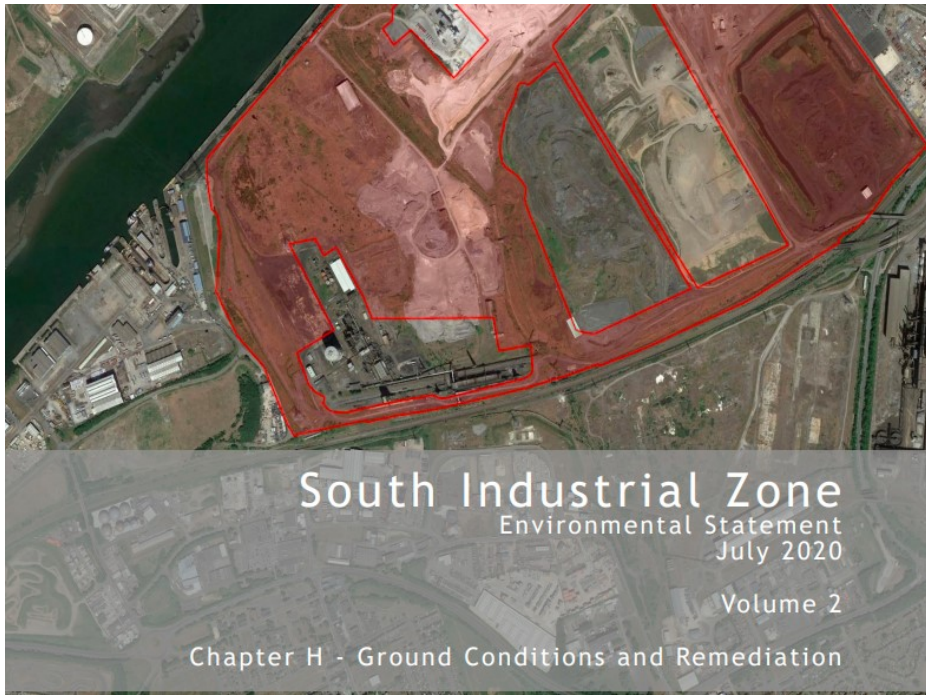 South Industrial Zone
Environmental Statement
July 2020
Volume 2
Chapter H - Ground Conditions and Remediation